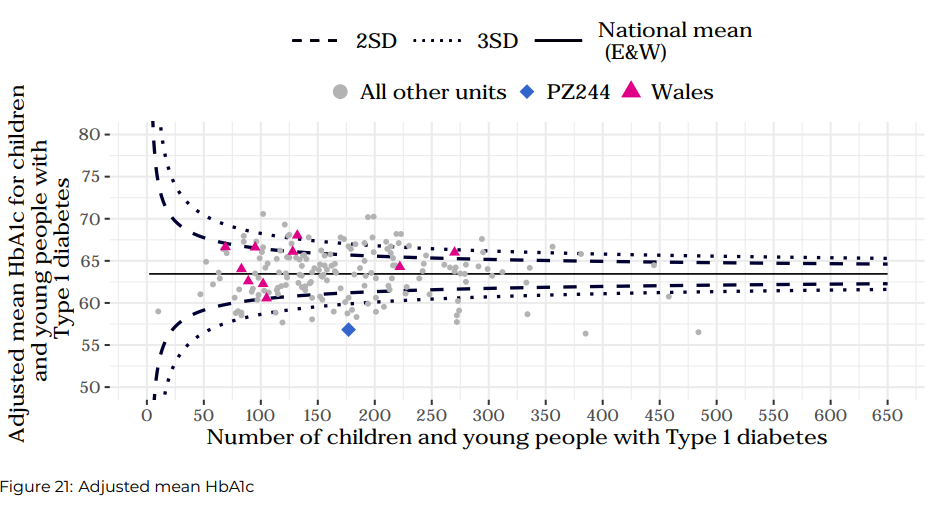 2SD 3SD National mean
(E&W)
All other units PZ244 Wales
Adjusted mean HbA1c for children
and young people with
Type 1 diabetes
80
75
70
65
60
55
50
0 50 100 150 200 250 300 350 400 450 500 550 600 650
Number of children and young people with Type 1 diabetes
Figure 21: Adjusted mean HbA1c